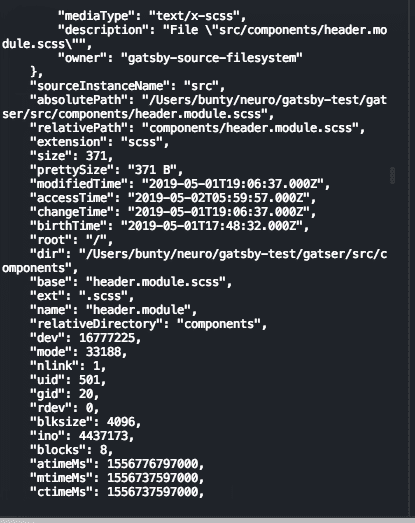 "mediaType": "text/x-scss",
"description": "File \"src/components/header.mo
dule.scss\"",
"owner": "gatsby-source-filesystem"
},
"sourceInstanceName": "src",
"absolutePath": "/Users/bunty/neuro/gatsby-test/gat
ser/src/components/header.module.scss",
"relativePath": "components/header.module.scss",
"extension": "scss",
"size": 371,
"prettySize": "371 B",
"modifiedTime": "2019-05-01T19:06:37.000Z",
"accessTime": "2019-05-02T05:59:57.000Z",
"changeTime": "2019-05-01T19:06:37.000Z",
"birthTime": "2019-05-01T17:48:32.000Z",
"root": "/",
"dir": "/Users/bunty/neuro/gatsby-test/gatser/src/c
omponents",
"base": "header.module.scss",
"ext": ".scss",
"name": "header.module",
"relativeDirectory": "components",
"dev": 16777225,
"mode": 33188,
"nlink": 1,
"uid": 501,
"gid": 20,
"rdev": 0,
"blksize": 4096,
"ino": 4437173,
"blocks": 8,
"atimeMs": 1556776797000,
"mtimeMs": 1556737597000,
"ctimeMs": 1556737597000,